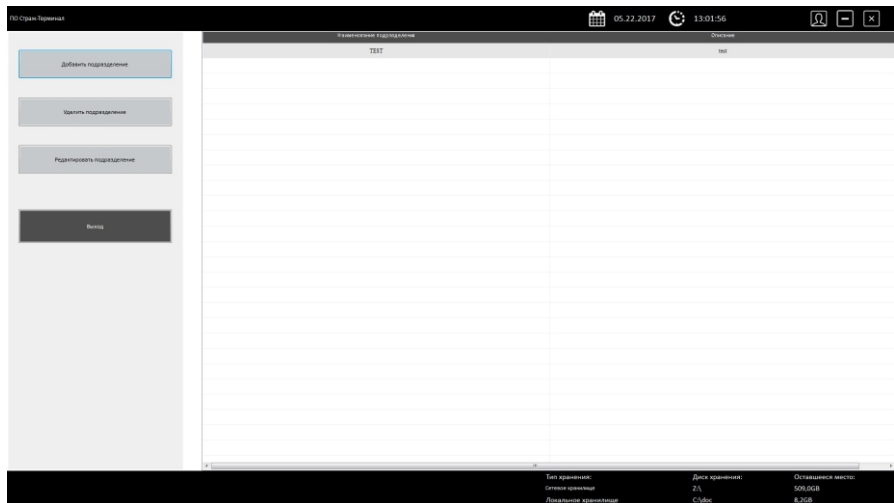 ПО Страж-Терминал 05.22.2017 13:01:56
Наименование подразделения Описание
TEST test
Добавить подразделение
Удалить подразделение
Редактировать подразделение
Выход
Тип хранения: Диск хранения: Оставшееся место:
Сетевое хранилище Z:\ 509,0GB
Локальное хранилище C:\doc 8,2GB